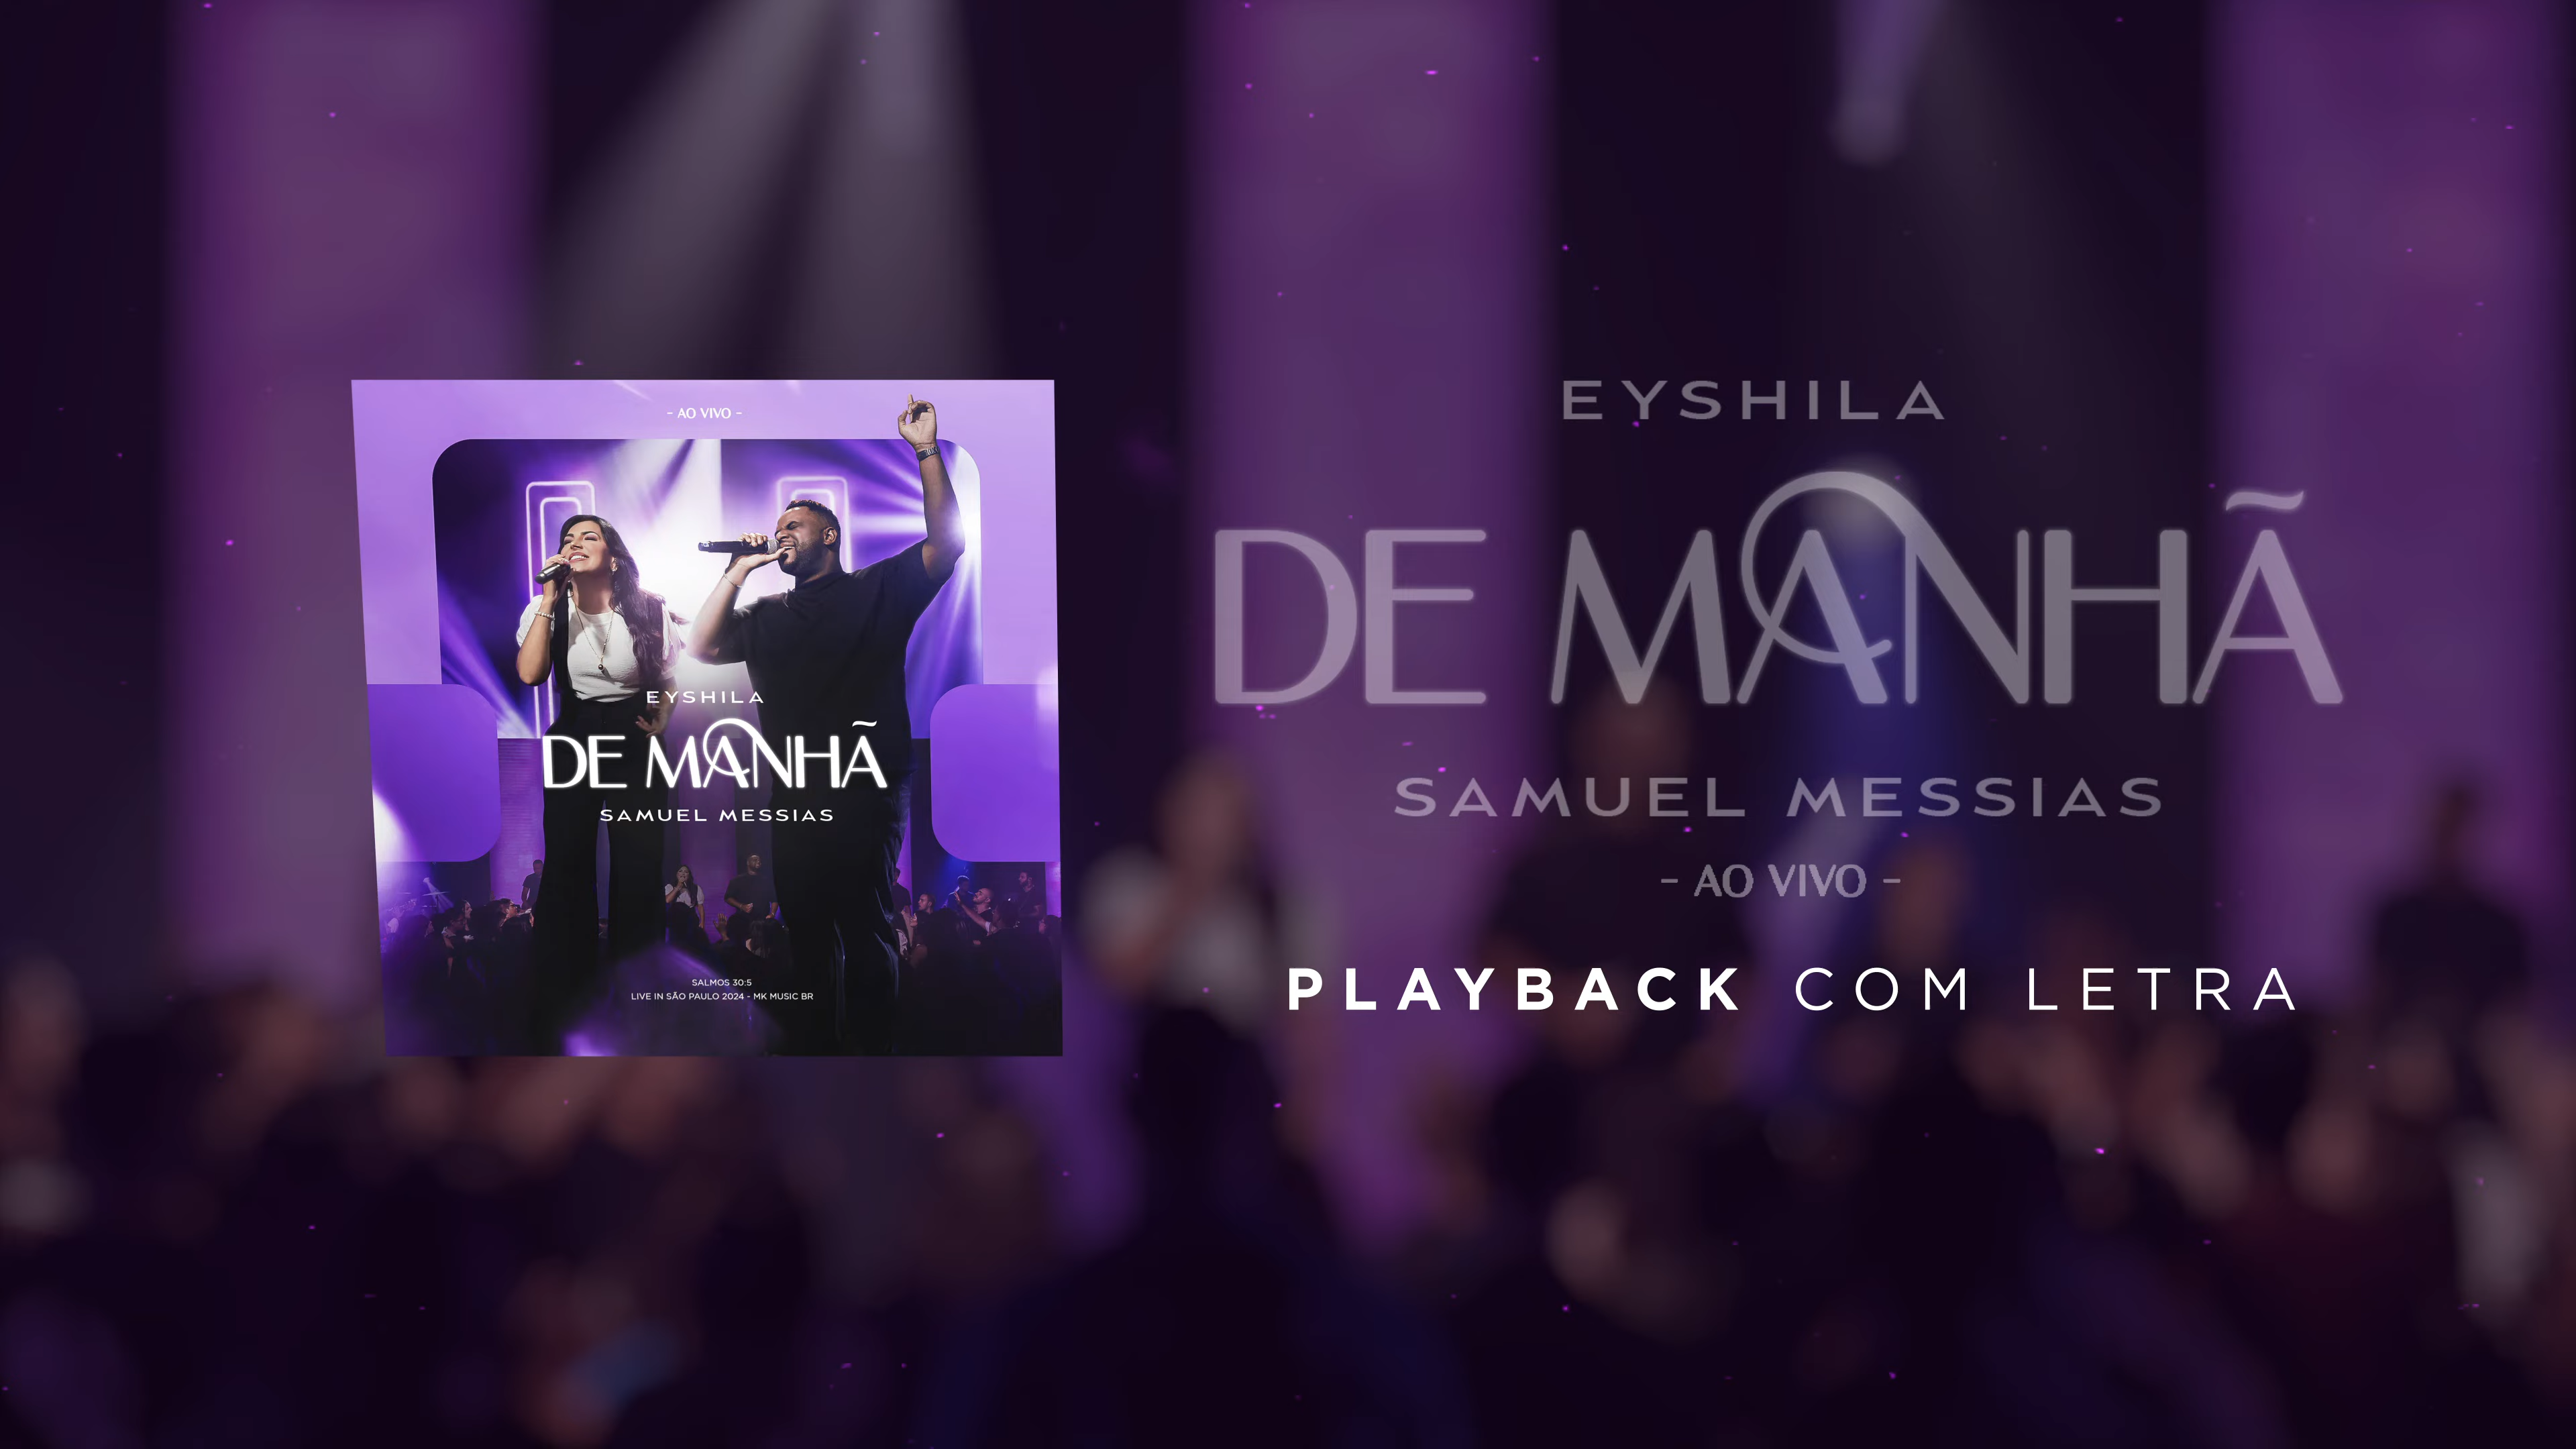 - AO VIVO -
EYSHILA
DE MANHÃ
SAMUEL MESSIAS
SALMOS 30:5
LIVE IN SÃO PAULO 2024 - MK MUSIC BR
EYSHILA
DE MANHÃ
SAMUEL MESSIAS
- AO VIVO -
PLAYBACK COM LETRA